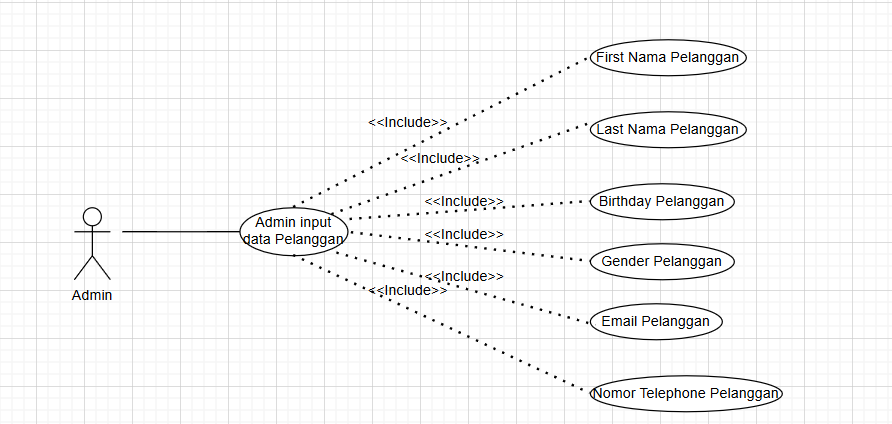 First Nama Pelanggan
<<Include>>
Last Nama Pelanggan
<<Include>>
<<Include>>
Birthday Pelanggan
Admin input
data Pelanggan
<<Include>>
Gender Pelanggan
<<Include>>
<<Include>>
Admin
Email Pelanggan
Nomor Telephone Pelanggan